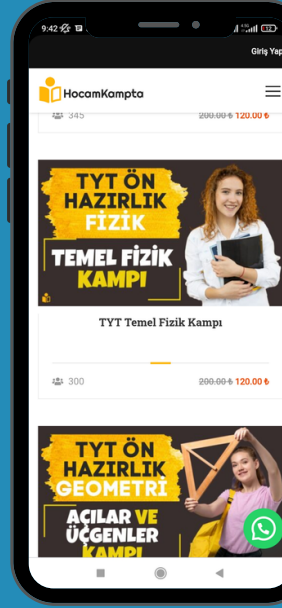 9:42
Giriş Yap
HocamKampta
345
200.00 ₺ 120.00 ₺
TYT ÖN
HAZIRLIK
FİZİK
TEMEL FİZİK
KAMPI
TYT Temel Fizik Kampı
300
200.00 ₺ 120.00 ₺
TYT ÖN
HAZIRLIK
GEOMETRİ
AÇILAR VE
ÜÇGENLER
KAMPI